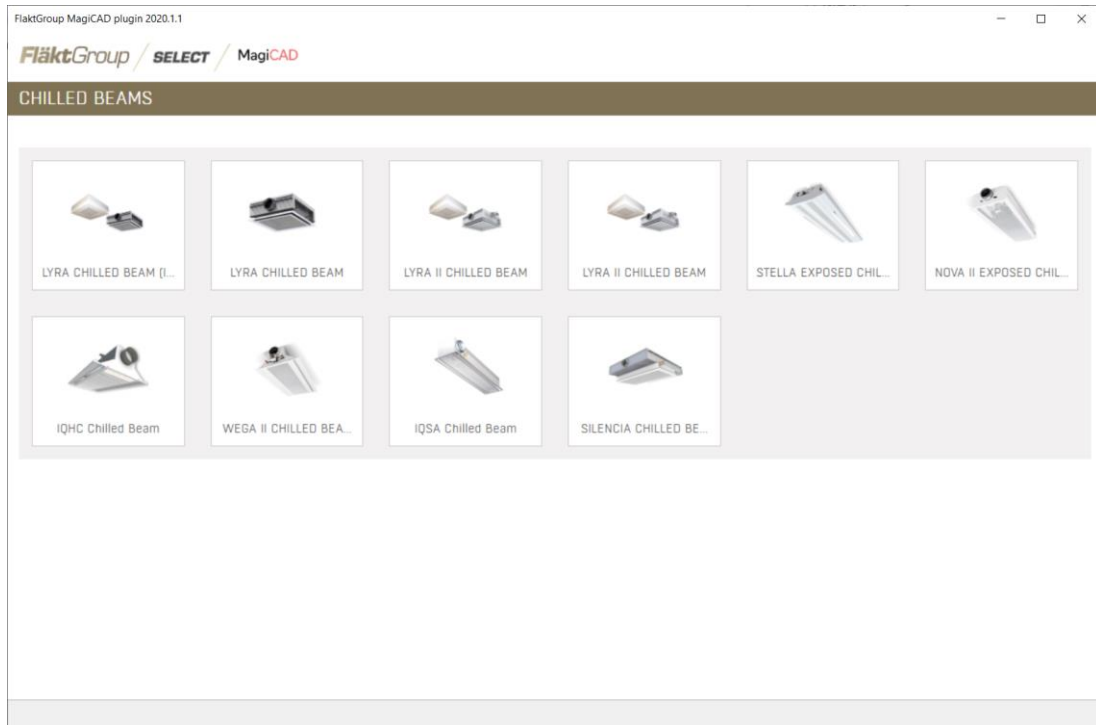 FlaktGroup MagiCAD plugin 2020.1.1
FläktGroup / SELECT / MagiCAD
CHILLED BEAMS
LYRA CHILLED BEAM (I...
LYRA CHILLED BEAM
LYRA II CHILLED BEAM
LYRA II CHILLED BEAM
STELLA EXPOSED CHIL...
NOVA II EXPOSED CHIL...
IQHC Chilled Beam
WEGA II CHILLED BEA...
IQSA Chilled Beam
SILENCIA CHILLED BE...